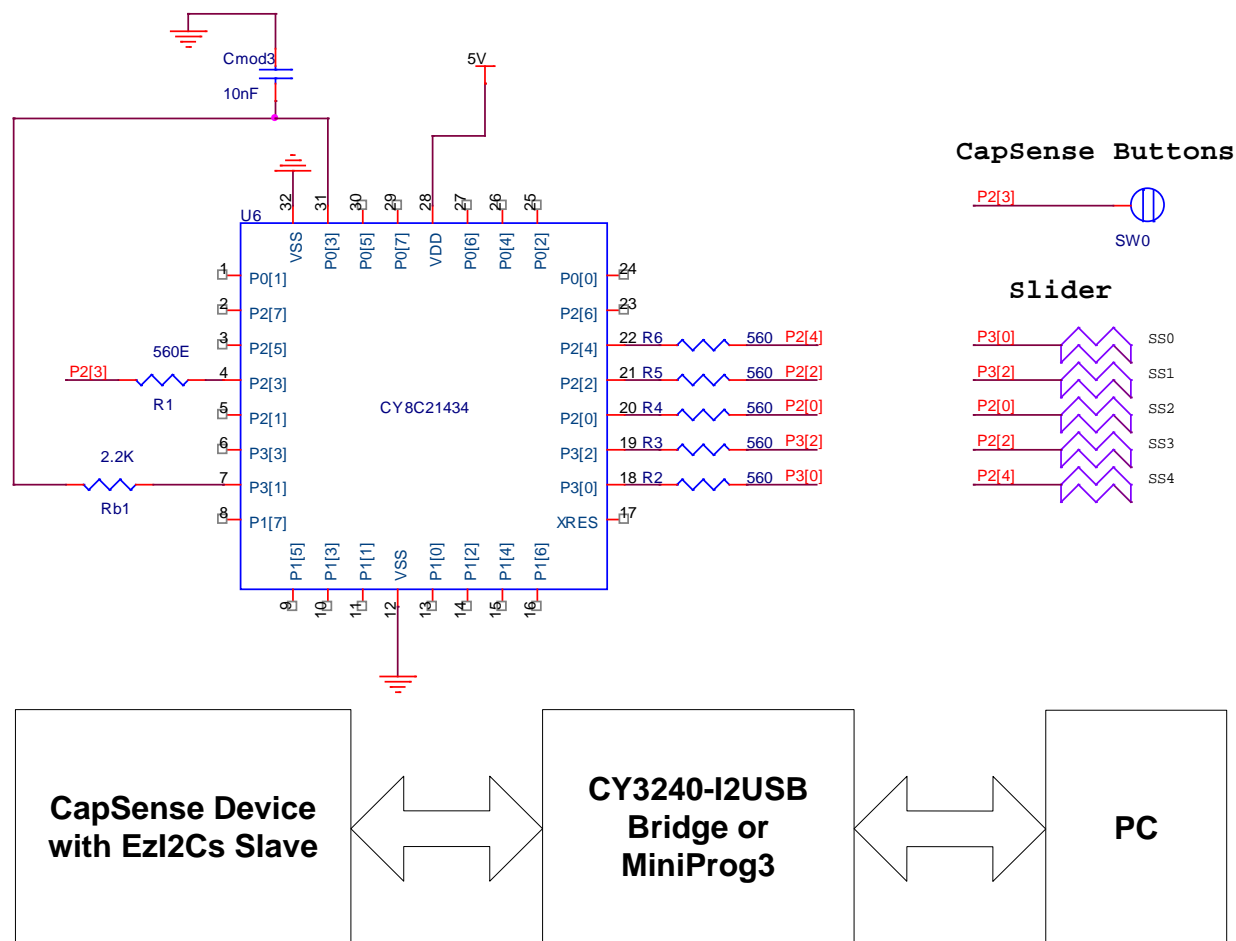 Cmod3
10nF
5V
CapSense Buttons
P2[3]
SW0
Slider
P3[0] SS0
P3[2] SS1
P2[0] SS2
P2[2] SS3
P2[4] SS4
U6
32 31 30 29 28 27 26 25
VSS P0[3] P0[5] P0[7] VDD P0[6] P0[4] P0[2]
1 P0[1] P0[0] 24
2 P2[7] P2[6] 23
3 P2[5] P2[4] 22 R6 560 P2[4]
560E
P2[3] 4 P2[3] P2[2] 21 R5 560 P2[2]
R1
CY8C21434
5 P2[1] P2[0] 20 R4 560 P2[0]
6 P3[3] P3[2] 19 R3 560 P3[2]
2.2K
7 P3[1] P3[0] 18 R2 560 P3[0]
Rb1
8 P1[7] XRES 17
P1[5] P1[3] P1[1] VSS P1[0] P1[2] P1[4] P1[6]
9 10 11 12 13 14 15 16
CapSense Device
with EzI2Cs Slave
CY3240-I2USB
Bridge or
MiniProg3
PC